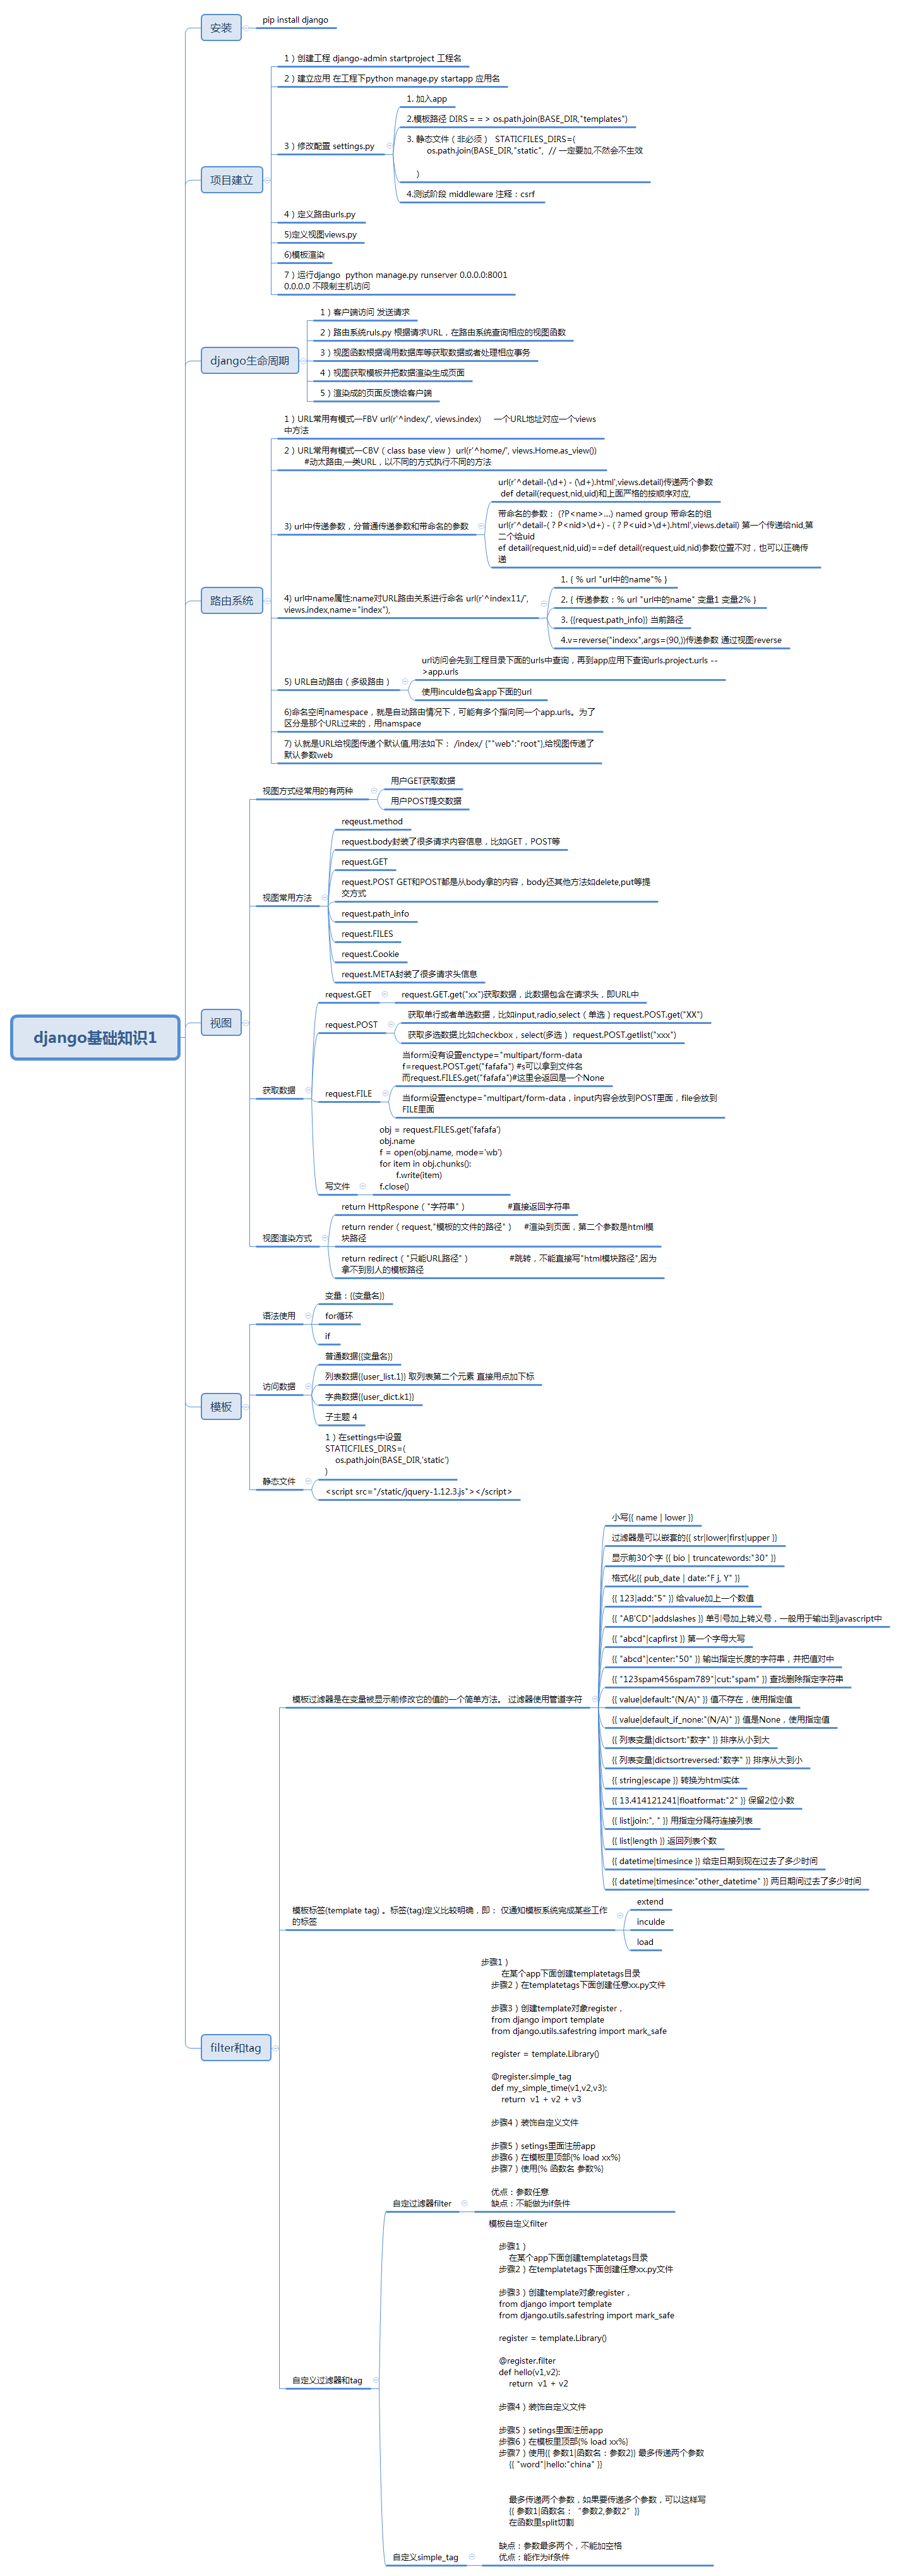 django基础知识1
安装
pip install django
项目建立
1）创建工程 django-admin startproject 工程名
2）建立应用 在工程下python manage.py startapp 应用名
3）修改配置 settings.py
1. 加入app
2.模板路径 DIRS＝＝> os.path.join(BASE_DIR,"templates")
3. 静态文件（非必须） STATICFILES_DIRS=(
os.path.join(BASE_DIR,"static", // 一定要加,不然会不生效
)
4.测试阶段 middleware 注释：csrf
4）定义路由urls.py
5)定义视图views.py
6)模板渲染
7）运行django python manage.py runserver 0.0.0.0:8001
0.0.0.0 不限制主机访问
django生命周期
1）客户端访问 发送请求
2）路由系统ruls.py 根据请求URL，在路由系统查询相应的视图函数
3）视图函数根据调用数据库等获取数据或者处理相应事务
4）视图获取模板并把数据渲染生成页面
5）渲染成的页面反馈给客户端
路由系统
1）URL常用有模式一FBV url(r'^index/', views.index) 一个URL地址对应一个views
中方法
2）URL常用有模式一CBV（class base view） url(r'^home/', views.Home.as_view())
#动太路由,一类URL，以不同的方式执行不同的方法
3) url中传递参数，分普通传递参数和带命名的参数
url(r'^detail-(\d+) - (\d+).html',views.detail)传递两个参数
def detail(request,nid,uid)和上面严格的按顺序对应,
带命名的参数： (?P<name>...) named group 带命名的组
url(r'^detail-(？P<nid>\d+) - (？P<uid>\d+).html',views.detail) 第一个传递给nid,第
二个给uid
ef detail(request,nid,uid)==def detail(request,uid,nid)参数位置不对，也可以正确传
递
4) url中name属性:name对URL路由关系进行命名 url(r'^index11/',
views.index,name="index"),
1. { % url "url中的name"% }
2. { 传递参数：% url "url中的name" 变量1 变量2% }
3. {{request.path_info}} 当前路径
4.v=reverse("indexx",args=(90,))传递参数 通过视图reverse
5) URL自动路由（多级路由）
url访问会先到工程目录下面的urls中查询，再到app应用下查询urls.project.urls --
>app.urls
使用inculde包含app下面的url
6)命名空间namespace，就是自动路由情况下，可能有多个指向同一个app.urls。为了
区分是那个URL过来的，用namspace
7) 认就是URL给视图传递个默认值,用法如下： /index/ {""web":"root"},给视图传递了
默认参数web
视图
视图方式经常用的有两种
用户GET获取数据
用户POST提交数据
视图常用方法
reqeust.method
request.body封装了很多请求内容信息，比如GET，POST等
request.GET
request.POST GET和POST都是从body拿的内容，body还其他方法如delete,put等提
交方式
request.path_info
request.FILES
request.Cookie
request.META封装了很多请求头信息
获取数据
request.GET
request.GET.get("xx")获取数据，此数据包含在请求头，即URL中
request.POST
获取单行或者单选数据，比如input,radio,select（单选）request.POST.get("XX")
获取多选数据,比如checkbox，select(多选） request.POST.getlist("xxx")
request.FILE
当form没有设置enctype="multipart/form-data
f=request.POST.get("fafafa") #s可以拿到文件名
而request.FILES.get("fafafa")#这里会返回是一个None
当form设置enctype="multipart/form-data，input内容会放到POST里面，file会放到
FILE里面
写文件
obj = request.FILES.get('fafafa')
obj.name
f = open(obj.name, mode='wb')
for item in obj.chunks():
f.write(item)
f.close()
视图渲染方式
return HttpRespone（"字符串"） #直接返回字符串
return render（request,"模板的文件的路径"） #渲染到页面，第二个参数是html模
块路径
return redirect（"只能URL路径"） #跳转，不能直接写"html模块路径",因为
拿不到别人的模板路径
模板
语法使用
变量：{{变量名}}
for循环
if
访问数据
普通数据{{变量名}}
列表数据{{user_list.1}} 取列表第二个元素 直接用点加下标
字典数据{{user_dict.k1}}
子主题 4
静态文件
1）在settings中设置
STATICFILES_DIRS=(
os.path.join(BASE_DIR,'static')
)
<script src="/static/jquery-1.12.3.js"></script>
filter和tag
模板过滤器是在变量被显示前修改它的值的一个简单方法。 过滤器使用管道字符
小写{{ name | lower }}
过滤器是可以嵌套的{{ str|lower|first|upper }}
显示前30个字 {{ bio | truncatewords:"30" }}
格式化{{ pub_date | date:"F j, Y" }}
{{ 123|add:"5" }} 给value加上一个数值
{{ "AB'CD"|addslashes }} 单引号加上转义号，一般用于输出到javascript中
{{ "abcd"|capfirst }} 第一个字母大写
{{ "abcd"|center:"50" }} 输出指定长度的字符串，并把值对中
{{ "123spam456spam789"|cut:"spam" }} 查找删除指定字符串
{{ value|default:"(N/A)" }} 值不存在，使用指定值
{{ value|default_if_none:"(N/A)" }} 值是None，使用指定值
{{ 列表变量|dictsort:"数字" }} 排序从小到大
{{ 列表变量|dictsortreversed:"数字" }} 排序从大到小
{{ string|escape }} 转换为html实体
{{ 13.414121241|floatformat:"2" }} 保留2位小数
{{ list|join:", " }} 用指定分隔符连接列表
{{ list|length }} 返回列表个数
{{ datetime|timesince }} 给定日期到现在过去了多少时间
{{ datetime|timesince:"other_datetime" }} 两日期间过去了多少时间
模板标签(template tag) 。标签(tag)定义比较明确，即： 仅通知模板系统完成某些工作
的标签
extend
inculde
load
自定义过滤器和tag
自定过滤器filter
步骤1）
在某个app下面创建templatetags目录
步骤2）在templatetags下面创建任意xx.py文件
步骤3）创建template对象register，
from django import template
from django.utils.safestring import mark_safe
register = template.Library()
@register.simple_tag
def my_simple_time(v1,v2,v3):
return v1 + v2 + v3
步骤4）装饰自定义文件
步骤5）setings里面注册app
步骤6）在模板里顶部{% load xx%}
步骤7）使用{% 函数名 参数%}
优点：参数任意
缺点：不能做为if条件
自定义simple_tag
模板自定义filter
步骤1）
在某个app下面创建templatetags目录
步骤2）在templatetags下面创建任意xx.py文件
步骤3）创建template对象register，
from django import template
from django.utils.safestring import mark_safe
register = template.Library()
@register.filter
def hello(v1,v2):
return v1 + v2
步骤4）装饰自定义文件
步骤5）setings里面注册app
步骤6）在模板里顶部{% load xx%}
步骤7）使用{{ 参数1|函数名：参数2}} 最多传递两个参数
{{ "word"|hello:"china" }}
最多传递两个参数，如果要传递多个参数，可以这样写
{{ 参数1|函数名：“参数2,参数2” }}
在函数里split切割
缺点：参数最多两个，不能加空格
优点：能作为if条件